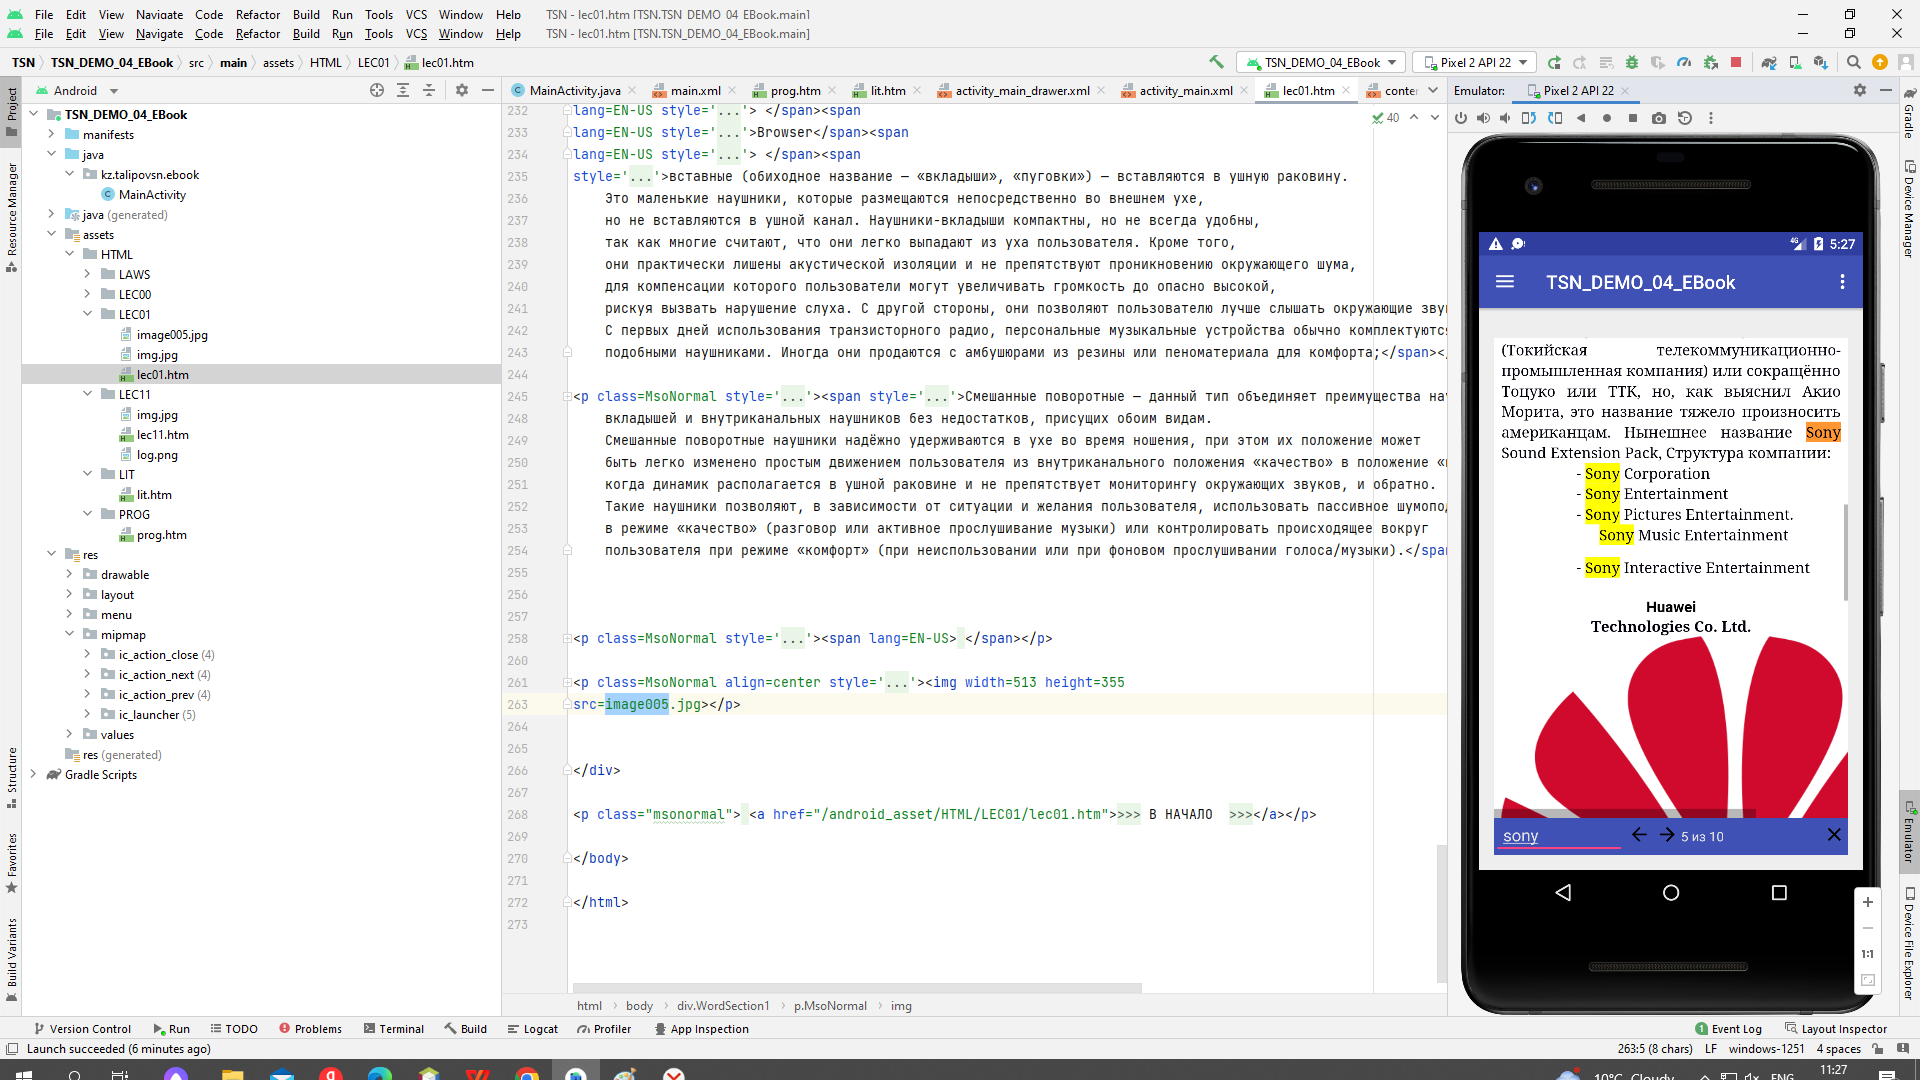 File Edit View Navigate Code Refactor Build Run Tools VCS Window Help TSN - lec01.htm [TSN.TSN_DEMO_04_EBook.main]
File Edit View Navigate Code Refactor Build Run Tools VCS Window Help TSN - lec01.htm [TSN.TSN_DEMO_04_EBook.main]
TSN TSN_DEMO_04_EBook src main assets HTML LEC01 lec01.htm
TSN_DEMO_04_EBook Pixel 2 API 22
Android
MainActivity.java main.xml prog.htm lit.htm activity_main_drawer.xml activity_main.xml lec01.htm
Emulator: Pixel 2 API 22
Project
Resource Manager
Structure
Favorites
Build Variants
TSN_DEMO_04_EBook
manifests
java
kz.talipovsn.ebook
MainActivity
java (generated)
assets
HTML
LAWS
LEC00
LEC01
image005.jpg
img.jpg
lec01.htm
LEC11
img.jpg
lec11.htm
log.png
LIT
lit.htm
PROG
prog.htm
res
drawable
layout
menu
mipmap
ic_action_close (4)
ic_action_next (4)
ic_action_prev (4)
ic_launcher (5)
values
res (generated)
Gradle Scripts
40
232 lang=EN-US style='...'> </span><span
233 lang=EN-US style='...'>Browser</span><span
234 lang=EN-US style='...'> </span><span
235 style='...'>вставные (обиходное название – «вкладыши», «пуговки») – вставляются в ушную раковину.
236 Это маленькие наушники, которые размещаются непосредственно во внешнем ухе,
237 но не вставляются в ушной канал. Наушники-вкладыши компактны, но не всегда удобны,
238 так как многие считают, что они легко выпадают из уха пользователя. Кроме того,
239 они практически лишены акустической изоляции и не препятствуют проникновению окружающего шума,
240 для компенсации которого пользователи могут увеличивать громкость до опасно высокой,
241 рискуя вызвать нарушение слуха. С другой стороны, они позволяют пользователю лучше слышать окружающие
242 С первых дней использования транзисторного радио, персональные музыкальные устройства обычно комплектуются
243 подобными наушниками. Иногда они продаются с амбушюрами из резины или пеноматериала для комфорта;</span>
244
245 <p class=MsoNormal style='...'><span style='...'>Смешанные поворотные – данный тип объединяет преимущества
248 вкладышей и внутриканальных наушников без недостатков, присущих обоим видам.
249 Смешанные поворотные наушники надёжно удерживаются в ухе во время ношения, при этом их положение может
250 быть легко изменено простым движением пользователя из внутриканального положения «качество» в положение
251 когда динамик располагается в ушной раковине и не препятствует мониторингу окружающих звуков, и обратно.
252 Такие наушники позволяют, в зависимости от ситуации и желания пользователя, использовать пассивное
253 в режиме «качество» (разговор или активное прослушивание музыки) или контролировать происходящее вокруг
254 пользователя при режиме «комфорт» (при неиспользовании или при фоновом прослушивании голоса/музыки).</span
255
256
257
258 <p class=MsoNormal style='...'><span lang=EN-US> </span></p>
260
261 <p class=MsoNormal align=center style='...'><img width=513 height=355
263 src=image005.jpg></p>
264
265
266 </div>
267
268 <p class="msonormal"> <a href="/android_asset/HTML/LEC01/lec01.htm">>>> В НАЧАЛО >>></a></p>
269
270 </body>
271
272 </html>
273
html body div.WordSection1 p.MsoNormal img
4G 5:27
TSN_DEMO_04_EBook
(Токийская телекоммуникационно-
промышленная компания) или сокращённо
Тоцуко или ТТК, но, как выяснил Акио
Морита, это название тяжело произносить
американцам. Нынешнее название Sony
Sound Extension Pack, Структура компании:
- Sony Corporation
- Sony Entertainment
- Sony Pictures Entertainment.
Sony Music Entertainment
- Sony Interactive Entertainment
Huawei
Technologies Co. Ltd.
sony 5 из 10
1:1
Gradle
Device Manager
Emulator
Device File Explorer
Version Control Run TODO Problems Terminal Build Logcat Profiler App Inspection
1 Event Log Layout Inspector
Launch succeeded (6 minutes ago)
263:5 (8 chars) LF windows-1251 4 spaces
10°C Cloudy ENG 11:27